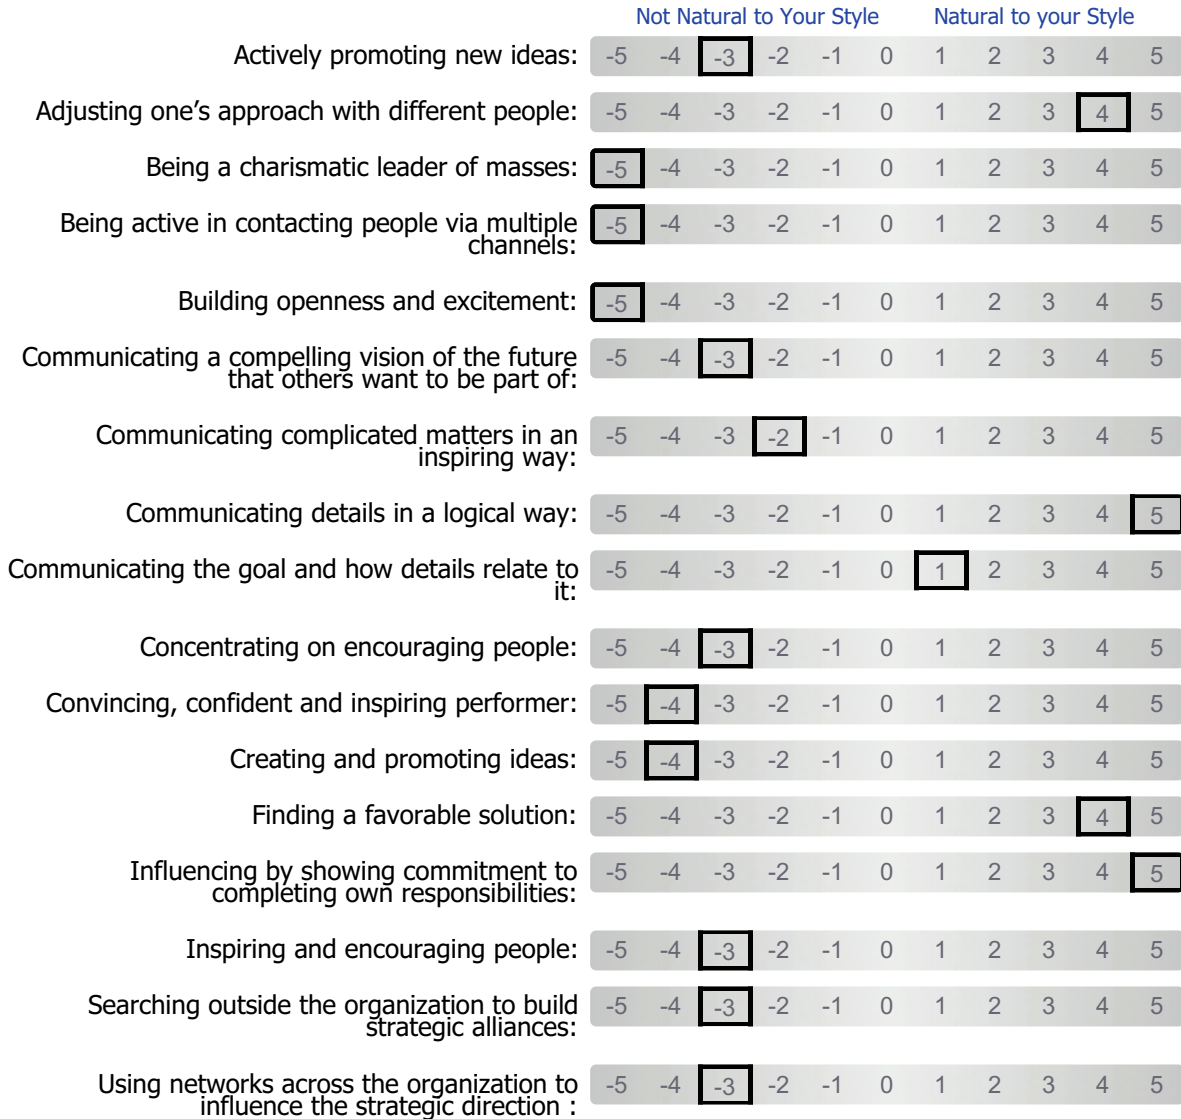 Not Natural to Your Style Natural to your Style
Actively promoting new ideas: -5 -4 -3 -2 -1 0 1 2 3 4 5
Adjusting one’s approach with different people: -5 -4 -3 -2 -1 0 1 2 3 4 5
Being a charismatic leader of masses: -5 -4 -3 -2 -1 0 1 2 3 4 5
Being active in contacting people via multiple
channels: -5 -4 -3 -2 -1 0 1 2 3 4 5
Building openness and excitement: -5 -4 -3 -2 -1 0 1 2 3 4 5
Communicating a compelling vision of the future
that others want to be part of: -5 -4 -3 -2 -1 0 1 2 3 4 5
Communicating complicated matters in an
inspiring way: -5 -4 -3 -2 -1 0 1 2 3 4 5
Communicating details in a logical way: -5 -4 -3 -2 -1 0 1 2 3 4 5
Communicating the goal and how details relate to
it: -5 -4 -3 -2 -1 0 1 2 3 4 5
Concentrating on encouraging people: -5 -4 -3 -2 -1 0 1 2 3 4 5
Convincing, confident and inspiring performer: -5 -4 -3 -2 -1 0 1 2 3 4 5
Creating and promoting ideas: -5 -4 -3 -2 -1 0 1 2 3 4 5
Finding a favorable solution: -5 -4 -3 -2 -1 0 1 2 3 4 5
Influencing by showing commitment to
completing own responsibilities: -5 -4 -3 -2 -1 0 1 2 3 4 5
Inspiring and encouraging people: -5 -4 -3 -2 -1 0 1 2 3 4 5
Searching outside the organization to build
strategic alliances: -5 -4 -3 -2 -1 0 1 2 3 4 5
Using networks across the organization to
influence the strategic direction : -5 -4 -3 -2 -1 0 1 2 3 4 5